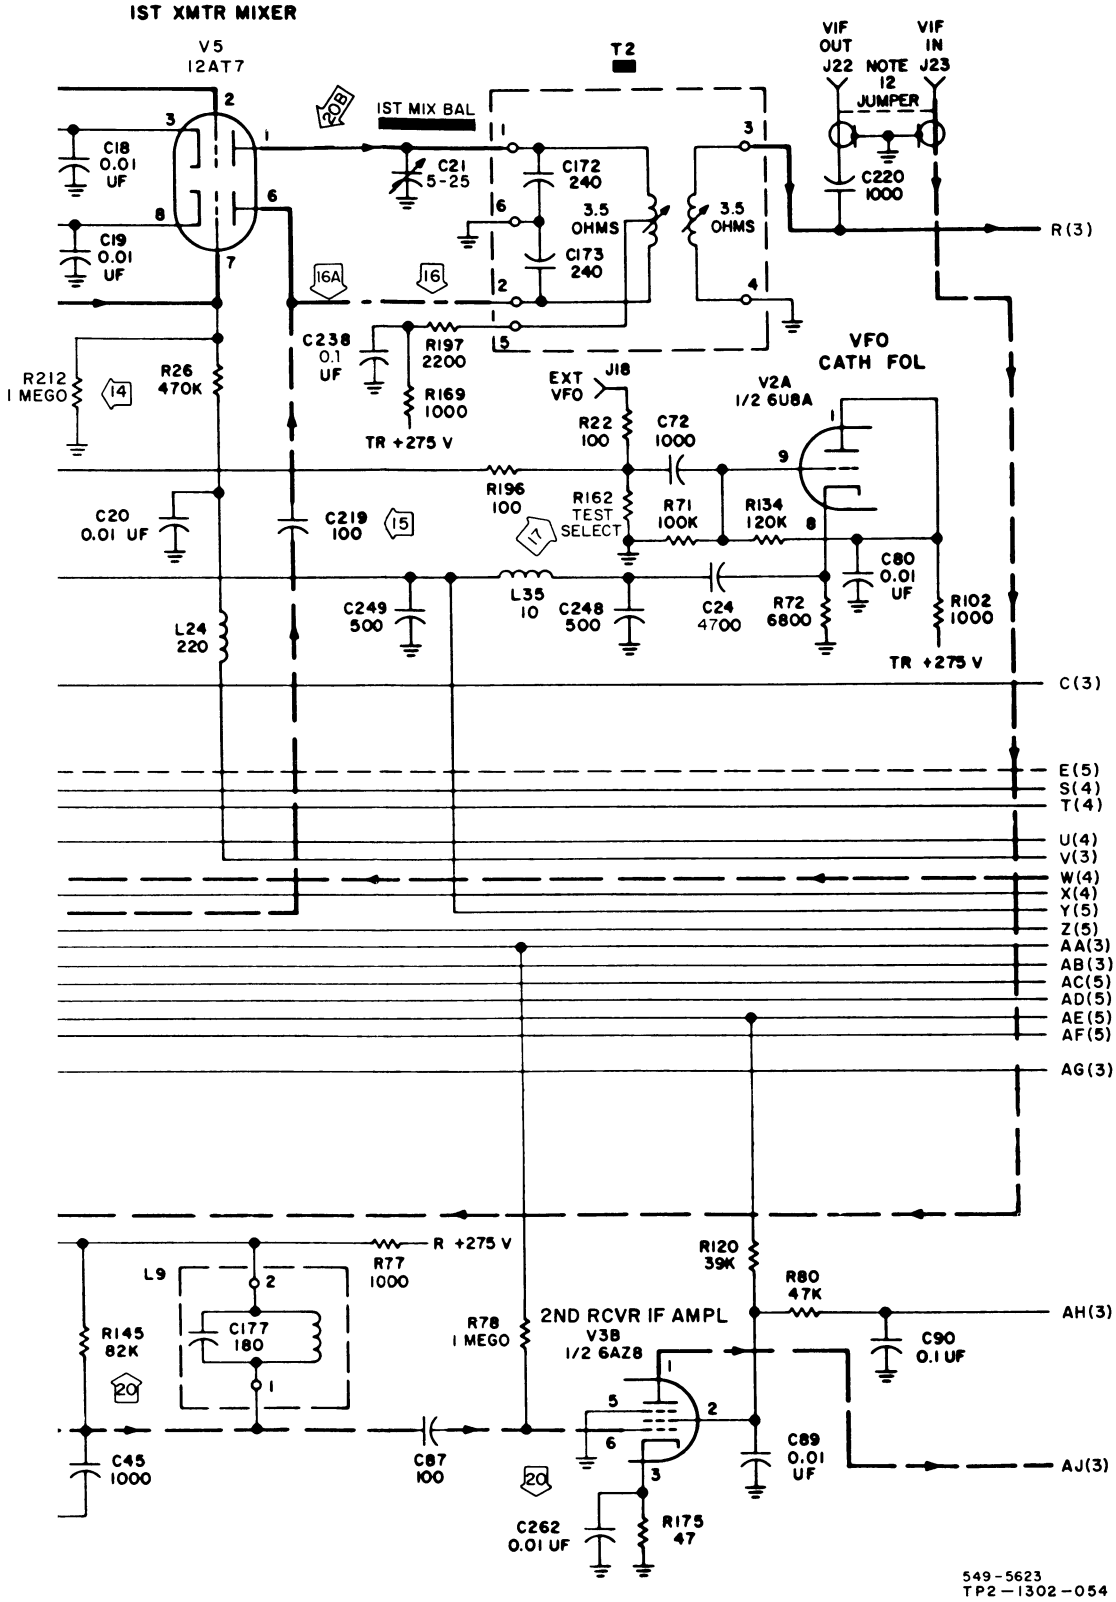 1ST XMTR MIXER
V5
12AT7
2
3
1
C18
0.01
UF
8
6
C19
0.01
UF
7
20B
1ST MIX BAL
C21
5-25
T2
1
3
C172
240
6
3.5
OHMS
3.5
OHMS
C173
240
2
4
5
VIF
OUT
J22
NOTE
12
JUMPER
VIF
IN
J23
C220
1000
R(3)
16A
16
C238
0.1
UF
R197
2200
R169
1000
TR +275 V
R212
1 MEGO
14
R26
470K
EXT
VFO
J18
R22
100
C72
1000
VFO
CATH FOL
V2A
1/2 6U8A
1
9
8
R196
100
R162
TEST
SELECT
17
R71
100K
R134
120K
C20
0.01 UF
C219
100
15
C80
0.01
UF
C249
500
L35
10
C248
500
C24
4700
R72
6800
R102
1000
TR +275 V
L24
220
C(3)
E(5)
S(4)
T(4)
U(4)
V(3)
W(4)
X(4)
Y(5)
Z(5)
AA(3)
AB(3)
AC(5)
AD(5)
AE(5)
AF(5)
AG(3)
R +275 V
R77
1000
L9
2
C177
180
1
R145
82K
20
C45
1000
C87
100
R78
1 MEGO
2ND RCVR IF AMPL
V3B
1/2 6AZ8
1
5
2
6
3
20
R120
39K
R80
47K
AH(3)
C90
0.1 UF
C89
0.01
UF
AJ(3)
C262
0.01 UF
R175
47
549-5623
TP2-1302-054